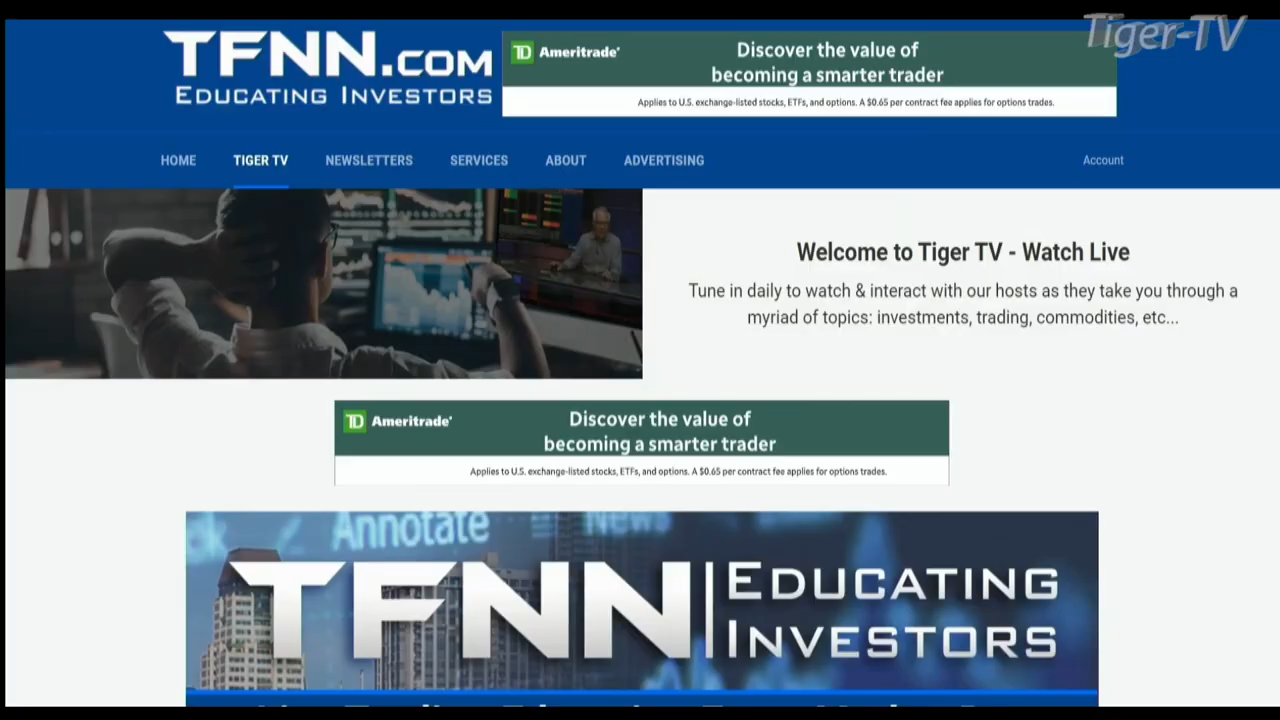 Tiger-TV
TFNN.COM
EDUCATING INVESTORS
TD Ameritrade
Discover the value of
becoming a smarter trader
Applies to U.S. exchange-listed stocks, ETFs, and options. A $0.65 per contract fee applies for options trades.
HOME TIGER TV NEWSLETTERS SERVICES ABOUT ADVERTISING Account
Welcome to Tiger TV - Watch Live
Tune in daily to watch & interact with our hosts as they take you through a
myriad of topics: investments, trading, commodities, etc...
TD Ameritrade
Discover the value of
becoming a smarter trader
Applies to U.S. exchange-listed stocks, ETFs, and options. A $0.65 per contract fee applies for options trades.
Annotate News
TFNN EDUCATING
INVESTORS